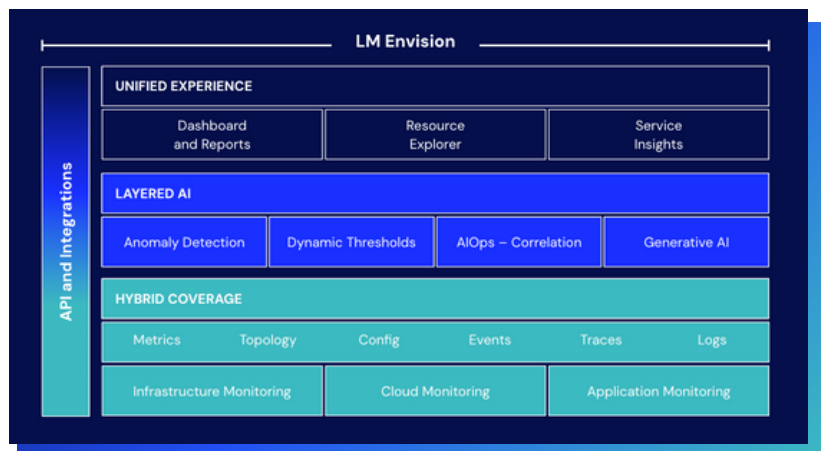 LM Envision
API and Integrations
UNIFIED EXPERIENCE
Dashboard
and Reports
Resource
Explorer
Service
Insights
LAYERED AI
Anomaly Detection
Dynamic Thresholds
AIOps – Correlation
Generative AI
HYBRID COVERAGE
Metrics
Topology
Config
Events
Traces
Logs
Infrastructure Monitoring
Cloud Monitoring
Application Monitoring